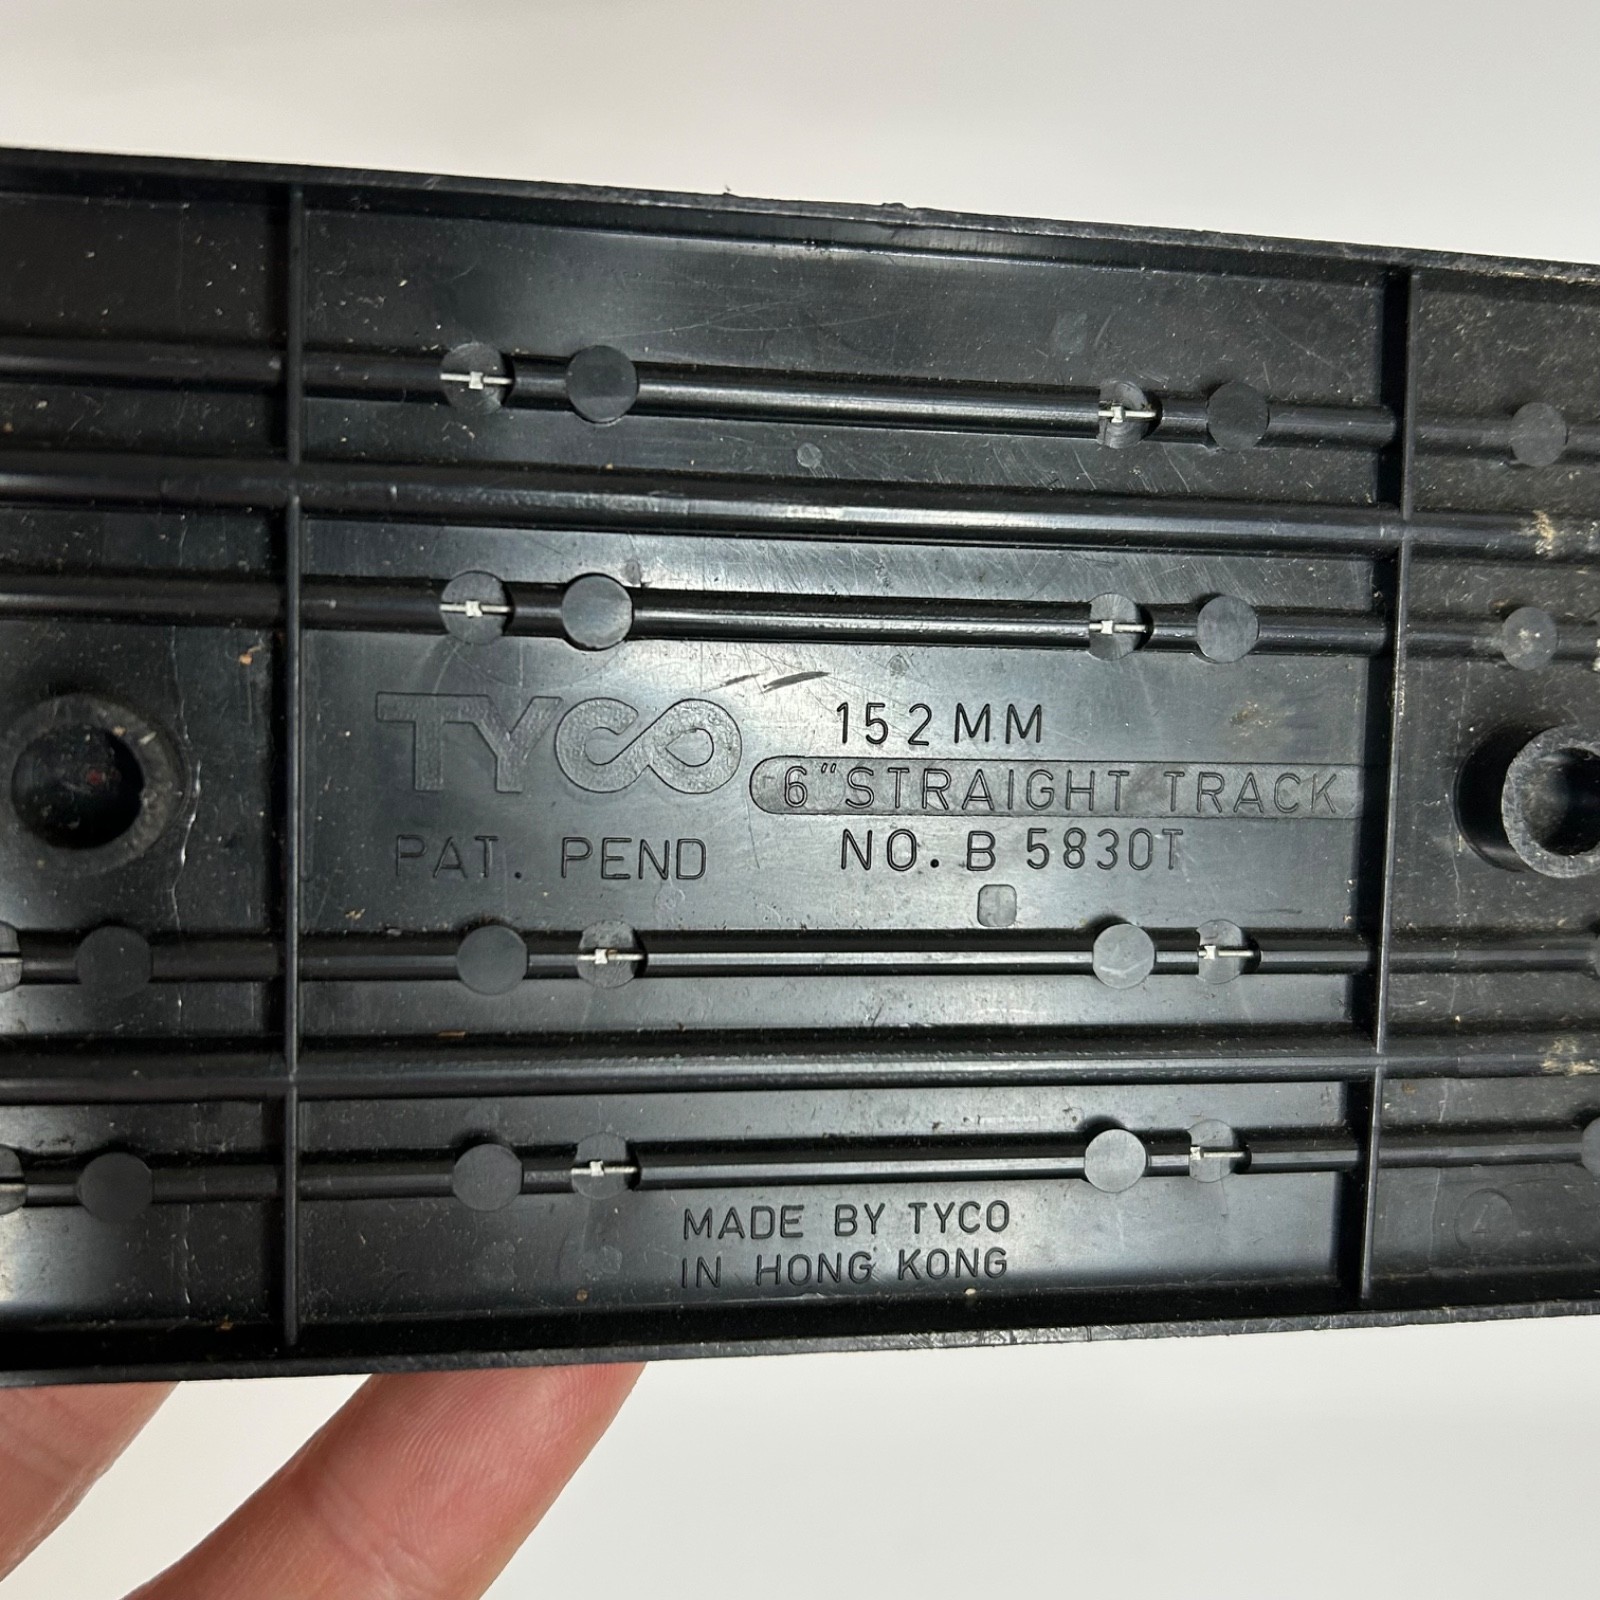 TYCO
152MM
6" STRAIGHT TRACK
PAT. PEND
NO. B 5830T
MADE BY TYCO
IN HONG KONG